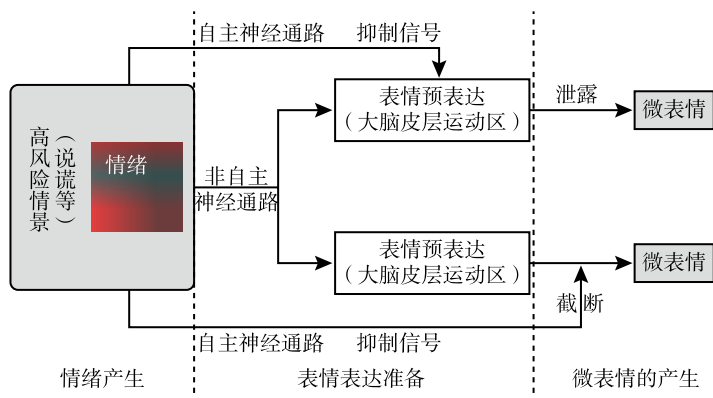 自主神经通路 抑制信号
高风险情景
（说谎等）
情绪
非自主
神经通路
表情预表达
（大脑皮层运动区）
泄露
微表情
表情预表达
（大脑皮层运动区）
微表情
截断
自主神经通路 抑制信号
情绪产生
表情表达准备
微表情的产生